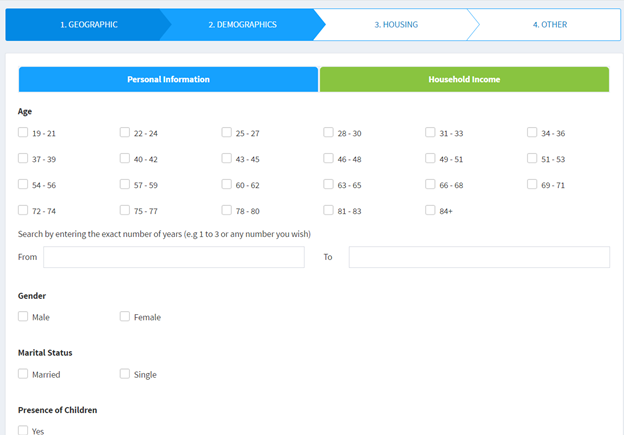 1. GEOGRAPHIC 2. DEMOGRAPHICS 3. HOUSING 4. OTHER
Personal Information Household Income
Age
19 - 21 22 - 24 25 - 27 28 - 30 31 - 33 34 - 36
37 - 39 40 - 42 43 - 45 46 - 48 49 - 51 51 - 53
54 - 56 57 - 59 60 - 62 63 - 65 66 - 68 69 - 71
72 - 74 75 - 77 78 - 80 81 - 83 84+
Search by entering the exact number of years (e.g 1 to 3 or any number you wish)
From To
Gender
Male Female
Marital Status
Married Single
Presence of Children
Yes